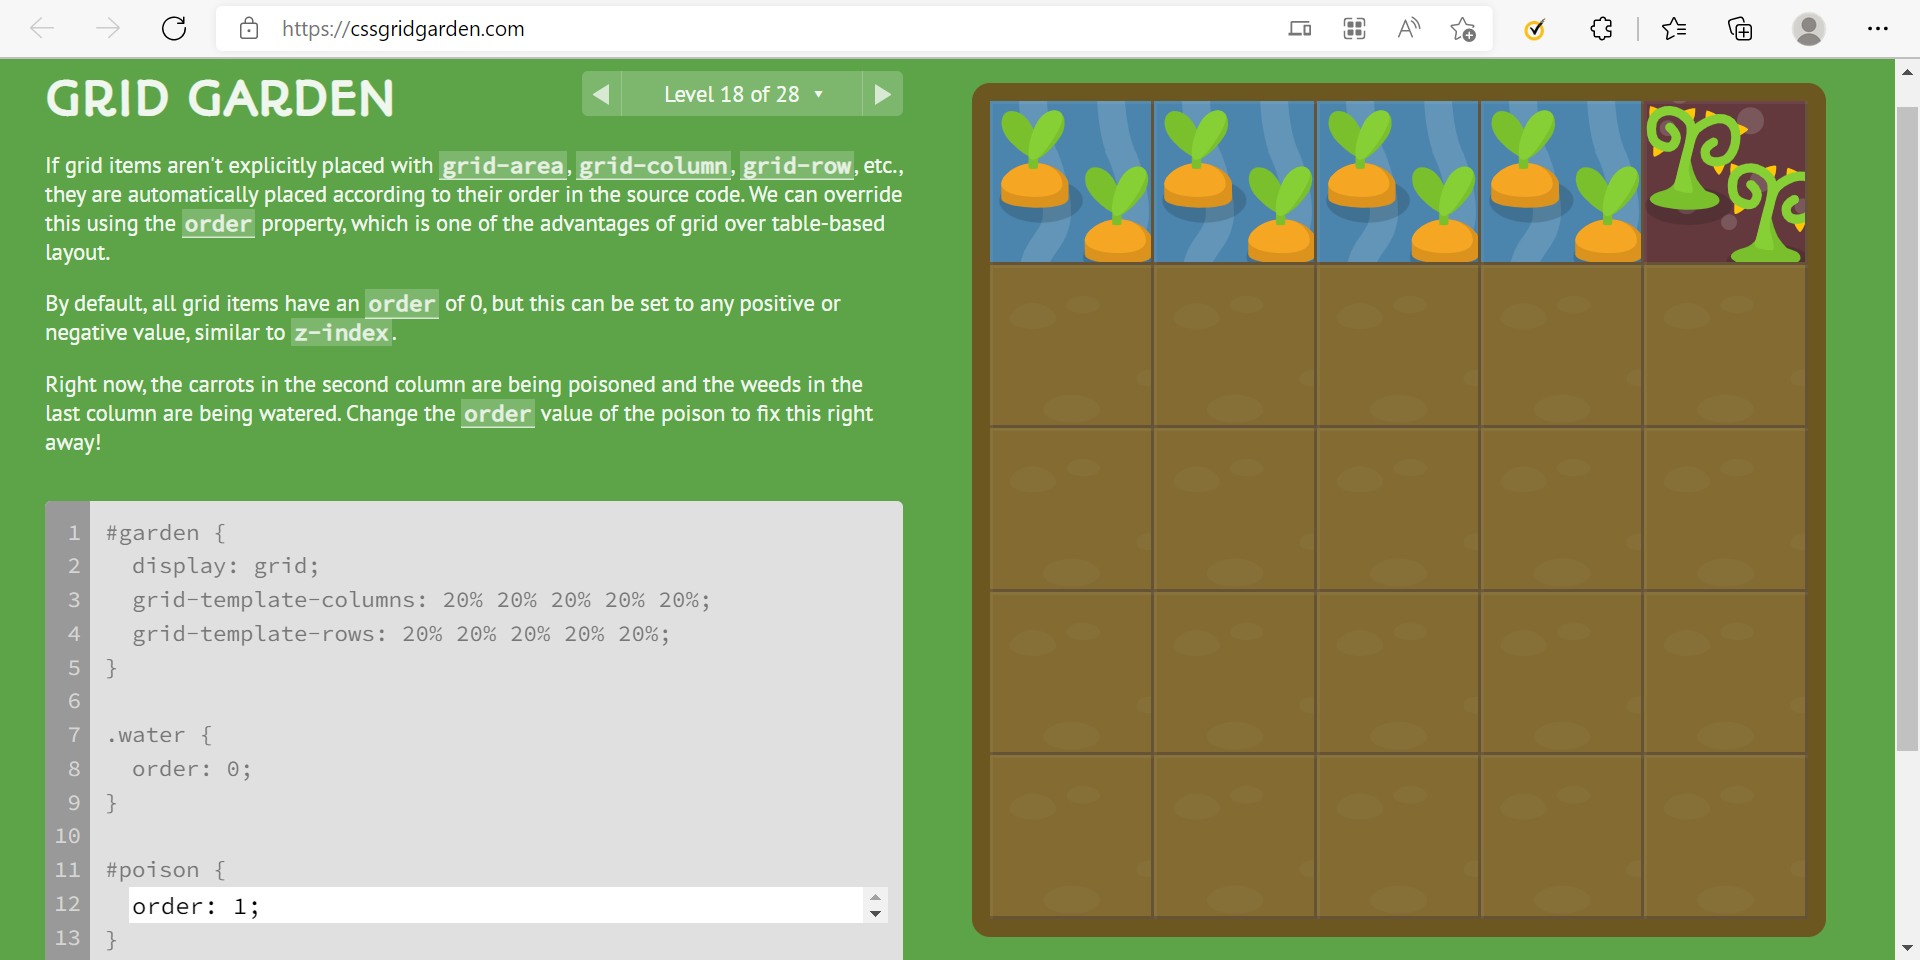 https://cssgridgarden.com
GRID GARDEN
Level 18 of 28
If grid items aren't explicitly placed with grid-area, grid-column, grid-row, etc.,
they are automatically placed according to their order in the source code. We can override
this using the order property, which is one of the advantages of grid over table-based
layout.
By default, all grid items have an order of 0, but this can be set to any positive or
negative value, similar to z-index.
Right now, the carrots in the second column are being poisoned and the weeds in the
last column are being watered. Change the order value of the poison to fix this right
away!
1 #garden {
2 display: grid;
3 grid-template-columns: 20% 20% 20% 20% 20%;
4 grid-template-rows: 20% 20% 20% 20% 20%;
5 }
6
7 .water {
8 order: 0;
9 }
10
11 #poison {
12 order: 1;
13 }